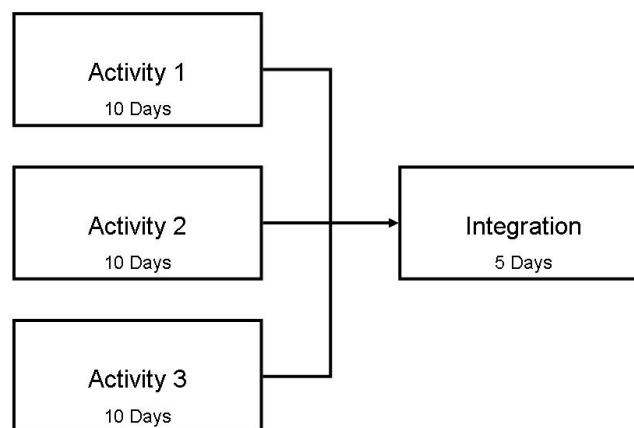 Activity 1
10 Days
Activity 2
10 Days
Integration
5 Days
Activity 3
10 Days